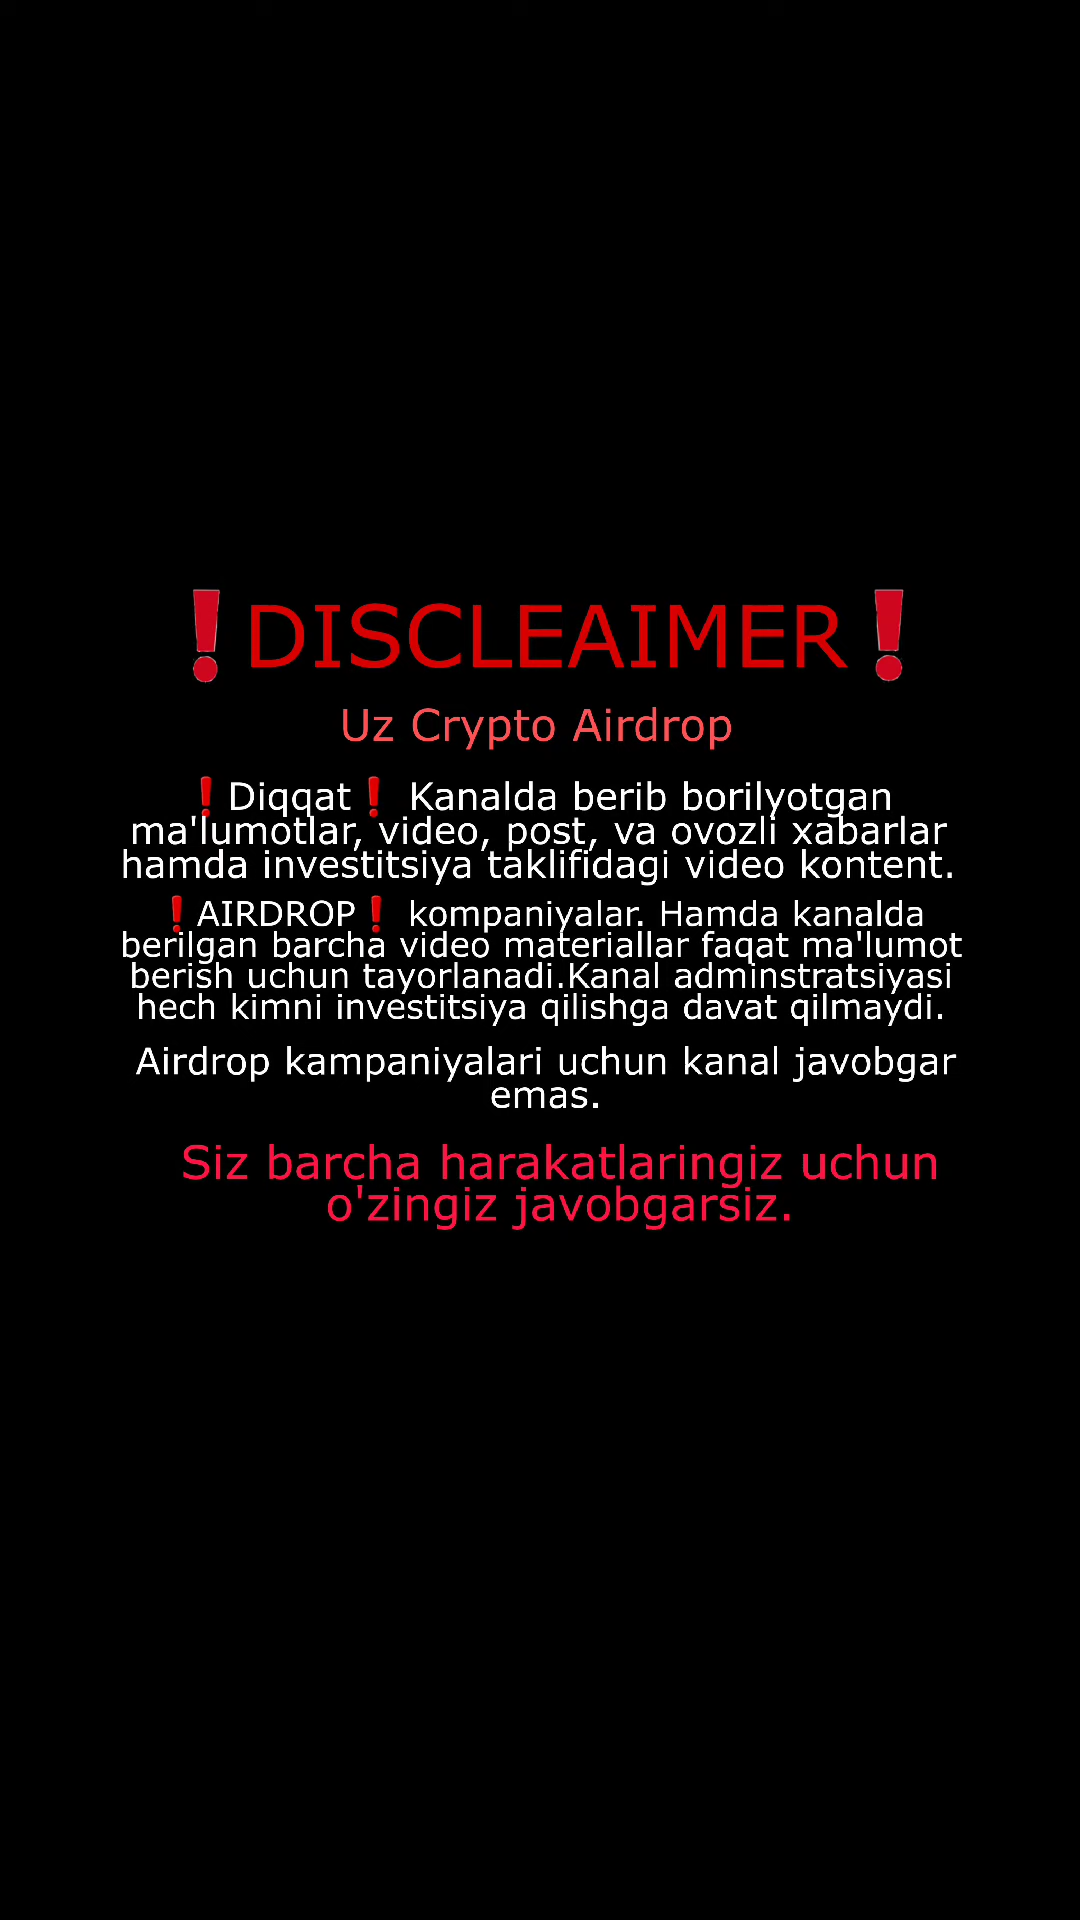 ❗DISCLEAIMER❗
Uz Crypto Airdrop
❗Diqqat❗ Kanalda berib borilyotgan
ma'lumotlar, video, post, va ovozli xabarlar
hamda investitsiya taklifidagi video kontent.
❗AIRDROP❗ kompaniyalar. Hamda kanalda
berilgan barcha video materiallar faqat ma'lumot
berish uchun tayorlanadi.Kanal adminstratsiyasi
hech kimni investitsiya qilishga davat qilmaydi.
Airdrop kampaniyalari uchun kanal javobgar
emas.
Siz barcha harakatlaringiz uchun
o'zingiz javobgarsiz.